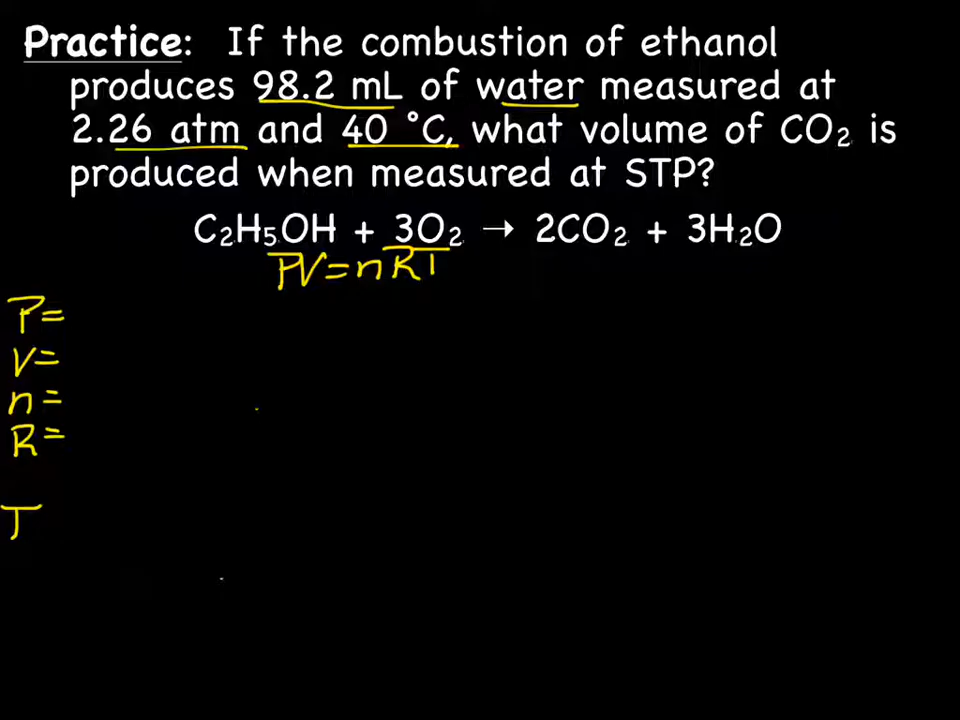 Practice: If the combustion of ethanol
produces 98.2 mL of water measured at
2.26 atm and 40 °C, what volume of CO₂ is
produced when measured at STP?
C₂H₅OH + 3O₂ → 2CO₂ + 3H₂O
PV=nRT
P=
V=
n=
R=
T